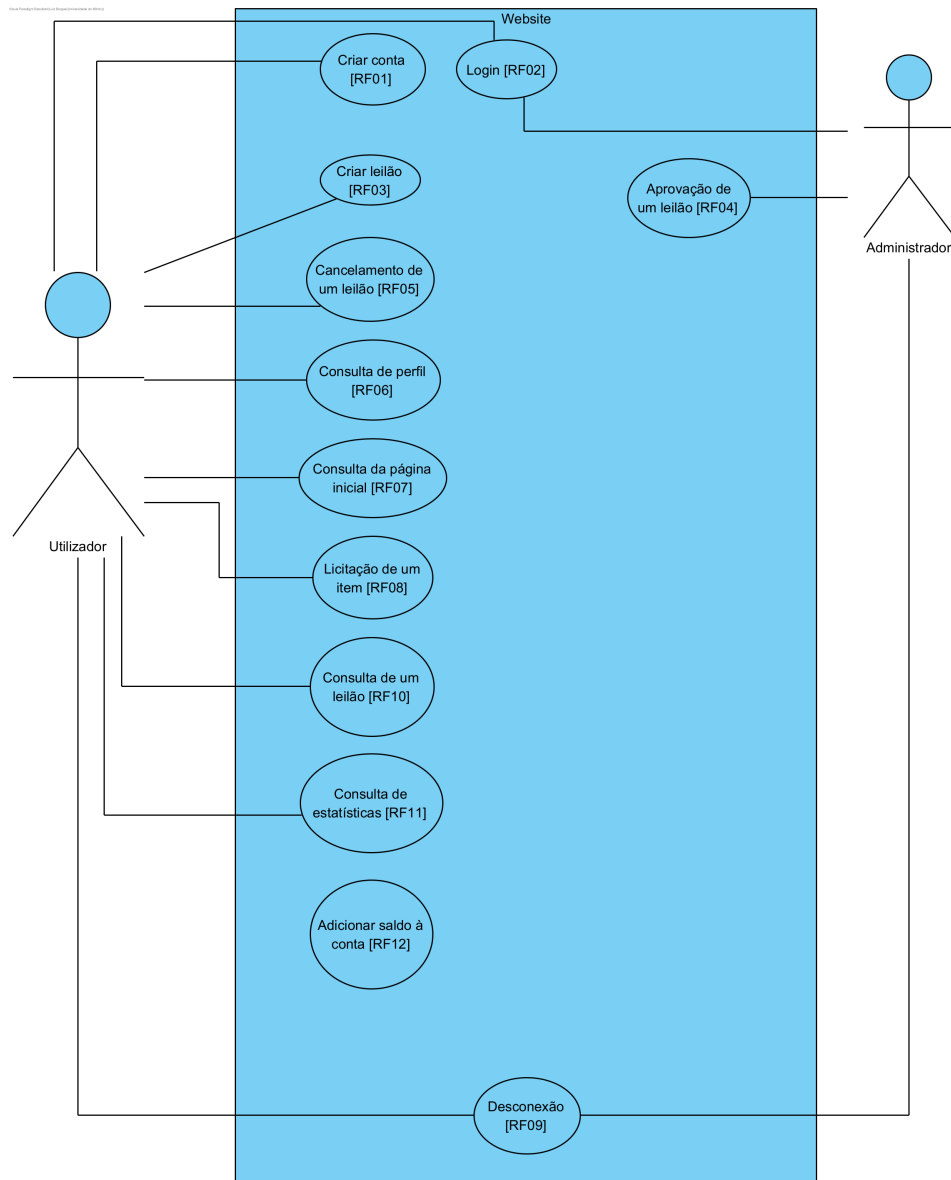 Website
Criar conta
[RF01]
Login [RF02]
Criar leilão
[RF03]
Aprovação de
um leilão [RF04]
Administrador
Cancelamento de
um leilão [RF05]
Consulta de perfil
[RF06]
Consulta da página
inicial [RF07]
Utilizador
Licitação de um
item [RF08]
Consulta de um
leilão [RF10]
Consulta de
estatísticas [RF11]
Adicionar saldo à
conta [RF12]
Desconexão
[RF09]